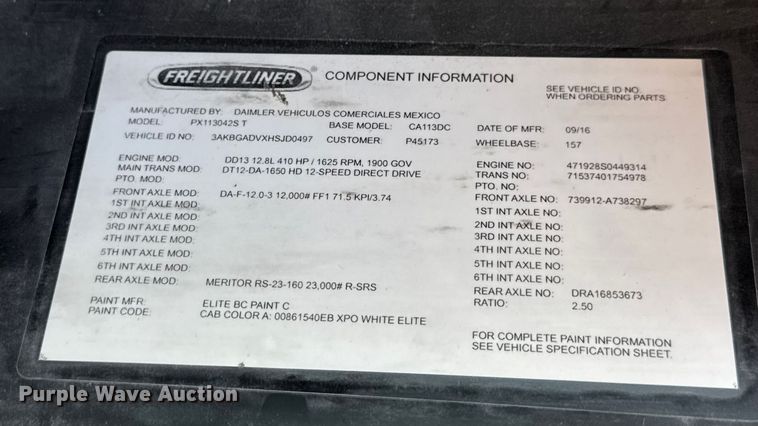 FREIGHTLINER
COMPONENT INFORMATION
SEE VEHICLE ID NO.
WHEN ORDERING PARTS
MANUFACTURED BY: DAIMLER VEHICULOS COMERCIALES MEXICO
MODEL: PX113042S T BASE MODEL: CA113DC DATE OF MFR: 09/16
VEHICLE ID NO: 3AKBGADVXHSJD0497 CUSTOMER: P45173 WHEELBASE: 157
ENGINE MOD: DD13 12.8L 410 HP / 1625 RPM, 1900 GOV ENGINE NO: 471928S0449314
MAIN TRANS MOD: DT12-DA-1650 HD 12-SPEED DIRECT DRIVE TRANS NO: 71537401754978
PTO. MOD: PTO. NO:
FRONT AXLE MOD: DA-F-12.0-3 12,000# FF1 71.5 KPI/3.74 FRONT AXLE NO: 739912-A738297
1ST INT AXLE MOD: 1ST INT AXLE NO:
2ND INT AXLE MOD: 2ND INT AXLE NO:
3RD INT AXLE MOD: 3RD INT AXLE NO:
4TH INT AXLE MOD: 4TH INT AXLE NO:
5TH INT AXLE MOD: 5TH INT AXLE NO:
6TH INT AXLE MOD: 6TH INT AXLE NO:
REAR AXLE MOD: MERITOR RS-23-160 23,000# R-SRS REAR AXLE NO: DRA16853673
RATIO: 2.50
PAINT MFR: ELITE BC PAINT C
PAINT CODE: CAB COLOR A: 00861540EB XPO WHITE ELITE
FOR COMPLETE PAINT INFORMATION
SEE VEHICLE SPECIFICATION SHEET.
Purple Wave Auction